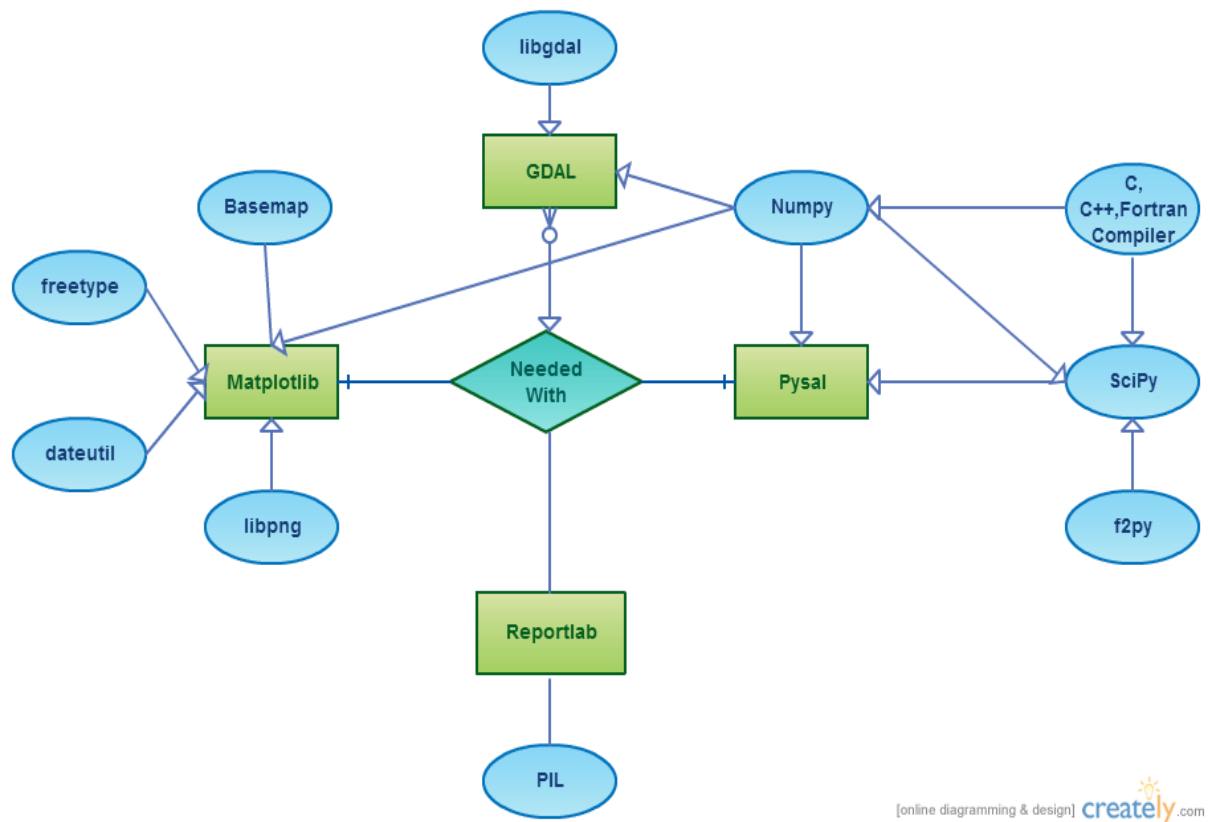 libgdal
GDAL
Basemap
Numpy
C,
C++,Fortran
Compiler
freetype
Matplotlib
Needed
With
Pysal
SciPy
dateutil
libpng
f2py
Reportlab
PIL
[online diagramming & design] creately.com